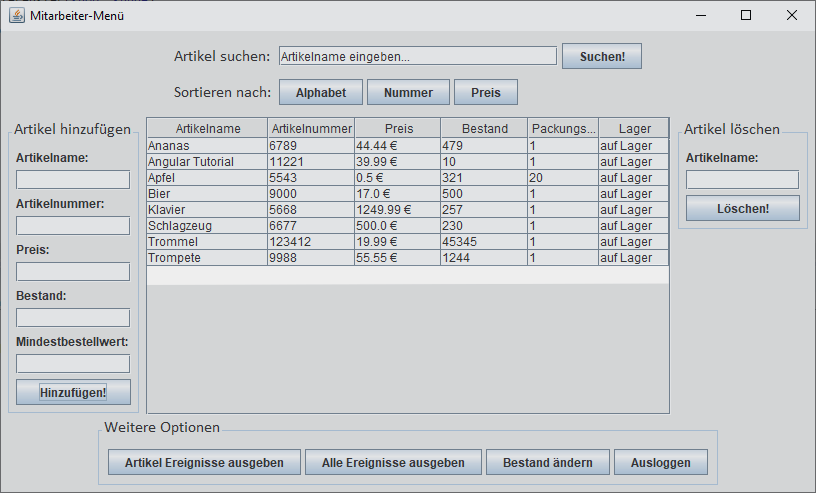 Mitarbeiter-Menü
Artikel suchen: Artikelname eingeben... Suchen!
Sortieren nach: Alphabet Nummer Preis
Artikel hinzufügen
Artikelname:
Artikelnummer:
Preis:
Bestand:
Mindestbestellwert:
Hinzufügen!
Artikelname Artikelnummer Preis Bestand Packungs... Lager
Ananas 6789 44.44 € 479 1 auf Lager
Angular Tutorial 11221 39.99 € 10 1 auf Lager
Apfel 5543 0.5 € 321 20 auf Lager
Bier 9000 17.0 € 500 1 auf Lager
Klavier 5668 1249.99 € 257 1 auf Lager
Schlagzeug 6677 500.0 € 230 1 auf Lager
Trommel 123412 19.99 € 45345 1 auf Lager
Trompete 9988 55.55 € 1244 1 auf Lager
Artikel löschen
Artikelname:
Löschen!
Weitere Optionen
Artikel Ereignisse ausgeben Alle Ereignisse ausgeben Bestand ändern Ausloggen